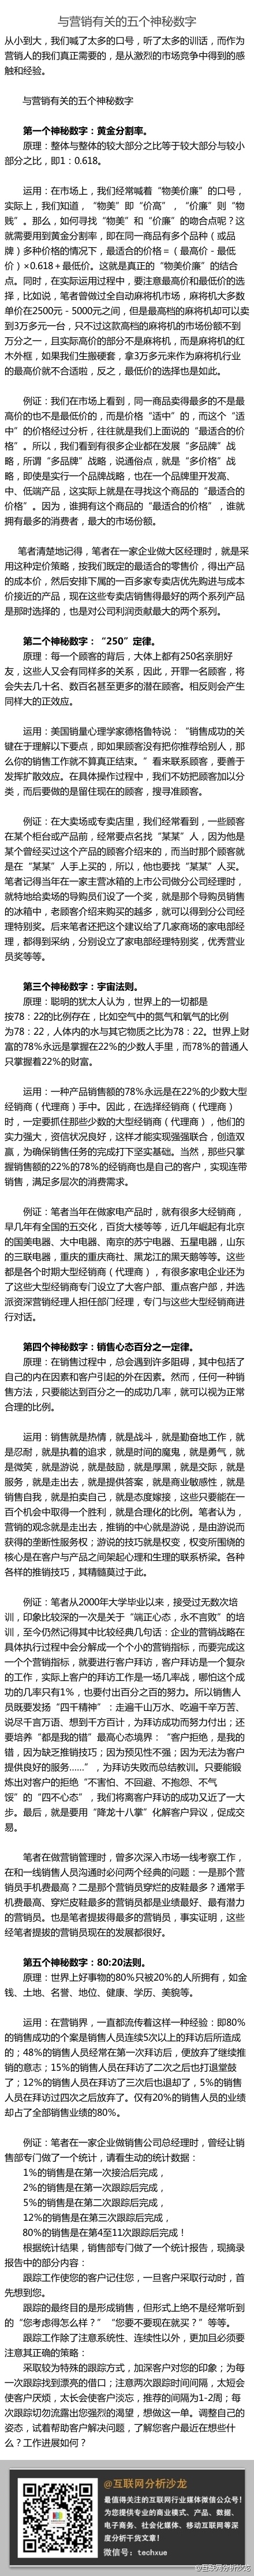 与营销有关的五个神秘数字
从小到大，我们喊了太多的口号，听了太多的训话，而作为
营销人的我们真正需要的，是从激烈的市场竞争中得到的感
触和经验。
与营销有关的五个神秘数字
第一个神秘数字：黄金分割率。
原理：整体与整体的较大部分之比等于较大部分与较小
部分之比，即1：0.618。
运用：在市场上，我们经常喊着“物美价廉”的口号，
实际上，我们知道，“物美”即“价高”，“价廉”则“物
贱”。那么，如何寻找“物美”和“价廉”的吻合点呢？这
就需要用到黄金分割率，即在同一商品有多个品种（或品
牌）多种价格的情况下，最适合的价格＝（最高价－最低
价）×0.618＋最低价。这就是真正的“物美价廉”的结合
点。同时，在实际运用过程中，要注意最高价和最低价的选
择，比如说，笔者曾做过全自动麻将机市场，麻将机大多数
单价在2500元－5000元之间，但是最高档的麻将机却可以卖
到3万多元一台，只不过这款高档的麻将机的市场份额不到
万分之一，且实际高价的部分不是麻将机，而是麻将机的红
木外框，如果我们生搬硬套，拿3万多元来作为麻将机行业
的最高价就不合适啦，反之，最低价的选择也是如此。
例证：我们在市场上看到，同一商品卖得最多的不是最
高价的也不是最低价的，而是价格“适中”的，而这个“适
中”的价格经过分析，往往就是我们上面说的“最适合的价
格”。所以，我们看到有很多企业都在发展“多品牌”战
略，所谓“多品牌”战略，说通俗点，就是“多价格”战
略，即使是实行一个品牌战略，也在一个品牌里开发高、
中、低端产品，这实际上就是在寻找这个商品的“最适合的
价格”。因为，谁拥有这个商品的“最适合的价格”，谁就
拥有最多的消费者，最大的市场份额。
笔者清楚地记得，笔者在一家企业做大区经理时，就是采
用这种定价策略，按我们既定的最适合的零售价，得出产品
的成本价，然后安排下属的一百多家专卖店优先购进与成本
价接近的产品，现在这些专卖店销售得最好的两个系列产品
是那时选择的，也是对公司利润贡献最大的两个系列。
第二个神秘数字：“250”定律。
原理：每一个顾客的背后，大体上都有250名亲朋好
友，这些人又会有同样多的关系，因此，开罪一名顾客，将
会失去几十名、数百名甚至更多的潜在顾客。相反则会产生
同样大的正效应。
运用：美国销量心理学家德格鲁特说：“销售成功的关
键在于理解以下要点，即如果顾客没有把你推荐给别人，那
么你的销售工作就不算真正结束。”看来联系顾客，要善于
发挥扩散效应。在具体操作过程中，我们不妨把顾客加以分
类，而后要做的是留住现在的顾客，搜寻准顾客。
例证：在大卖场或专卖店里，我们经常看到，一些顾客
在某个柜台或产品前，经常要点名找“某某”人，因为他是
某个曾经买过这个产品的顾客介绍来的，而当时那个顾客就
是在“某某”人手上买的，所以，他也要找“某某”人买。
笔者记得当年在一家主营冰箱的上市公司做分公司经理时，
就特地给卖场的导购员们设了一个奖，就是那个导购员销售
的冰箱中，老顾客介绍来购买的越多，就可以得到分公司经
理特别奖。后来笔者还把这个建议给了几家商场的家电部经
理，都得到采纳，分别设立了家电部经理特别奖，优秀营业
员奖等等。
第三个神秘数字：宇宙法则。
原理：聪明的犹太人认为，世界上的一切都是
按78：22的比例存在，比如空气中的氮气和氧气的比例
为78：22，人体内的水与其它物质之比为78：22。世界上财
富的78%永远是掌握在22%的少数人手里，而78%的普通人
只掌握着22%的财富。
运用：一种产品销售额的78%永远是在22%的少数大型
经销商（代理商）手中。因此，在选择经销商（代理商）
时，一定要抓住那些少数的大型经销商（代理商），他们的
实力强大，资信状况良好，这样才能实现强强联合，创造双
赢，为确保销售任务的完成打下坚实基础。当然，那些只掌
握销售额的22%的78%的经销商也是自己的客户，实现连带
销售，满足多层次的消费需求。
例证：笔者当年在做家电产品时，就有很多大经销商，
早几年有全国的五交化，百货大楼等等，近几年崛起有北京
的国美电器、大中电器、南京的苏宁电器、五星电器，山东
的三联电器，重庆的重庆商社、黑龙江的黑天鹅等等。这些
都是各个时期大型经销商（代理商），有很多家电企业还为
了这些大型经销商专门设立了大客户部、重点客户部，并选
派资深营销经理人担任部门经理，专门与这些大型经销商进
行对话。
第四个神秘数字：销售心态百分之一定律。
原理：在销售过程中，总会遇到许多阻碍，其中包括了
自己的内在因素和客户引起的外在因素。然而，任何一种销
售方法，只要能达到百分之一的成功几率，就可以视为正常
合理的比例。
运用：销售就是热情，就是战斗，就是勤奋地工作，就
是忍耐，就是执着的追求，就是时间的魔鬼，就是勇气，就
是微笑，就是游说，就是鼓励，就是厚黑，就是交际，就是
服务，就是走出去，就是提供答案，就是商业敏感性，就是
销售自我，就是拍卖自己，就是态度嫁接，这些只要能在一
百个机会中取得一个胜利，就是合理化的比例。笔者认为，
营销的观念就是走出去，推销的中心就是游说，是由游说而
获得的垄断性服务权；游说的技巧就是权变，权变所围绕的
核心是在客户与产品之间架起心理和生理的联系桥梁。各种
各样的推销技巧，其精髓莫过于此。
例证：笔者从2000年大学毕业以来，接受过无数次培
训，印象比较深的一次是关于“端正心态，永不言败”的培
训，至今仍然记得其中比较经典几句话：企业的营销战略在
具体执行过程中会分解成一个个小的营销指标，而要完成这
一个个营销指标，就要进行客户拜访，客户拜访是一个复杂
的工作，实际上客户的拜访工作是一场几率战，哪怕这个成
功的几率只有1%，也要付出百分之百的努力。所以销售人
员既要发扬“四千精神”：走遍千山万水、吃遍千辛万苦、
说尽千言万语、想到千方百计，为拜访成功而努力付出；还
要培养“都是我的错”最高心态境界：“客户拒绝，是我的
错，因为缺乏推销技巧；因为预见性不强；因为无法为客户
提供良好的服务……”，为拜访失败而总结教训。只要能锻
炼出对客户的拒绝“不害怕、不回避、不抱怨、不气
馁”的“四不心态”，我们将离客户拜访的成功又近了一大
步。最后，就是要用“降龙十八掌”化解客户异议，促成交
易。
笔者在做营销管理时，曾多次深入市场一线考察工作，
在和一线销售人员沟通时必问两个经典的问题：一是那个营
销员手机费最高？二是那个营销员穿烂的皮鞋最多？通常手
机费最高、穿烂皮鞋最多的营销员都是业绩最好、最有潜力
的营销员。也是笔者提拔得最多的营销员，事实证明，这些
经笔者提拔的营销员现在的发展都很好。
第五个神秘数字：80:20法则。
原理：世界上好事物的80%只被20%的人所拥有，如金
钱、土地、名誉、地位、健康、学历、美貌等。
运用：在营销界，一直都流传着这样一种经验：即80%
的销售成功的个案是销售人员连续5次以上的拜访后所造成
的；48%的销售人员经常在第一次拜访后，便放弃了继续推
销的意志；15%的销售人员在拜访了二次之后也打退堂鼓
了；12%的销售人员在拜访了三次后也退却了，5%的销售
人员在拜访过四次之后放弃了。仅有20%的销售人员的业绩
却占了全部销售业绩的80%。
例证：笔者在一家企业做销售公司总经理时，曾经让销
售部专门做了一个统计，请看生动的统计数据：
1%的销售是在第一次接洽后完成，
2%的销售是在第一次跟踪后完成，
5%的销售是在第二次跟踪后完成，
12%的销售是在第三次跟踪后完成，
80%的销售是在第4至11次跟踪后完成！
根据统计结果，销售部专门做了一个统计报告，现摘录
报告中的部分内容：
跟踪工作使您的客户记住您，一旦客户采取行动时，首
先想到您。
跟踪的最终目的是形成销售，但形式上绝不是经常听到
的“您考虑得怎么样？”“您要不要现在就买？”等等。
跟踪工作除了注意系统性、连续性以外，更加且必须要
注意其正确的策略：
采取较为特殊的跟踪方式，加深客户对您的印象；为每
一次跟踪找到漂亮的借口；注意两次跟踪时间间隔，太短会
使客户厌烦，太长会使客户淡忘，推荐的间隔为1-2周；每
次跟踪切勿流露出您强烈的渴望，想做这一单。调整自己的
姿态，试着帮助客户解决问题，了解您客户最近在想些什
么？工作进展如何？
@互联网分析沙龙
最值得关注的互联网行业媒体微信公众号！
为您提供专业的商业模式、产品、数据、
电子商务、社会化媒体、移动互联网等深
度分析干货文章！
微信号：techxue
@互联网分析沙龙